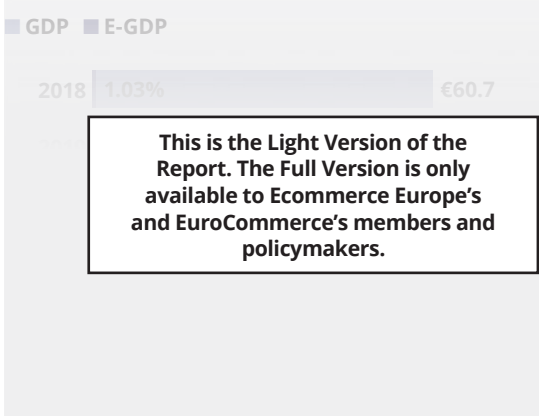 GDP E-GDP
2018 1.03% €60.7
This is the Light Version of the
Report. The Full Version is only
available to Ecommerce Europe’s
and EuroCommerce’s members and
policymakers.